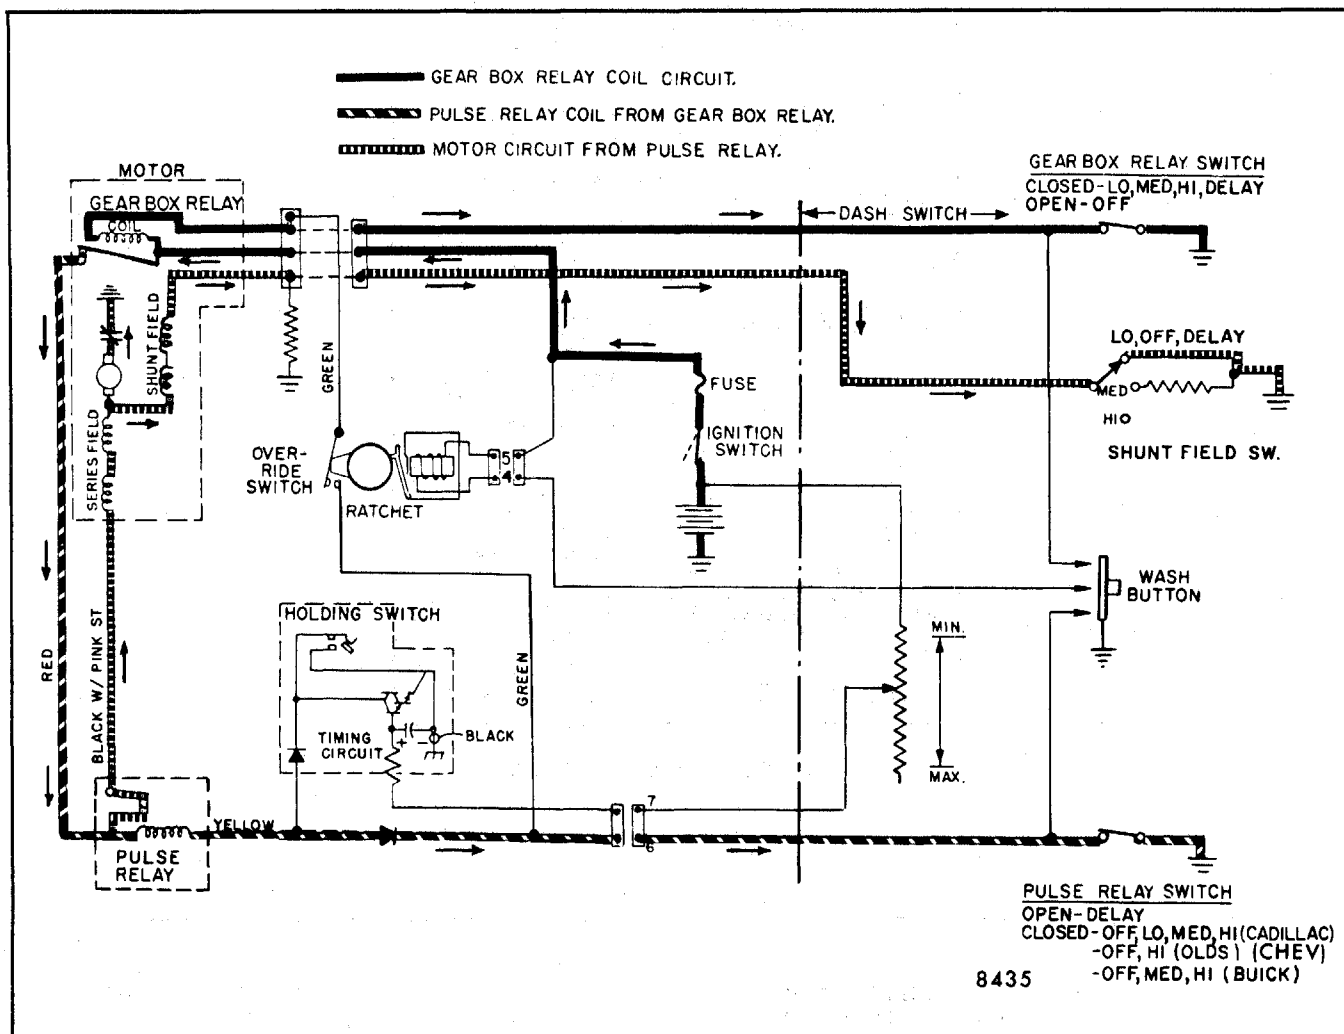 GEAR BOX RELAY COIL CIRCUIT.
PULSE RELAY COIL FROM GEAR BOX RELAY.
MOTOR CIRCUIT FROM PULSE RELAY.
MOTOR
GEAR BOX RELAY
COIL
DASH SWITCH
GEAR BOX RELAY SWITCH
CLOSED-LO, MED, HI, DELAY
OPEN-OFF
SHUNT FIELD
SERIES FIELD
GREEN
FUSE
IGNITION
SWITCH
LO, OFF, DELAY
MED
HI
SHUNT FIELD SW.
OVER-
RIDE
SWITCH
RATCHET
5
4
WASH
BUTTON
HOLDING SWITCH
TIMING
CIRCUIT
+
-
BLACK
GREEN
MIN.
MAX.
RED
BLACK W/ PINK ST
YELLOW
PULSE
RELAY
7
6
PULSE RELAY SWITCH
OPEN-DELAY
CLOSED-OFF, LO, MED, HI (CADILLAC)
-OFF, HI (OLDS) (CHEV)
-OFF, MED, HI (BUICK)
8435